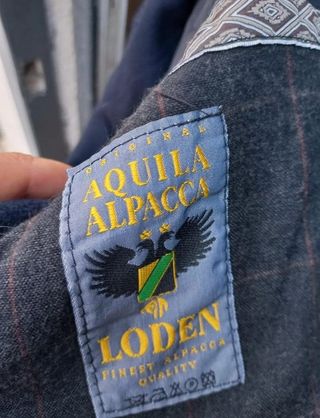 ORIGINAL
AQUILA
ALPACCA
LODEN
FINEST ALPACCA
QUALITY